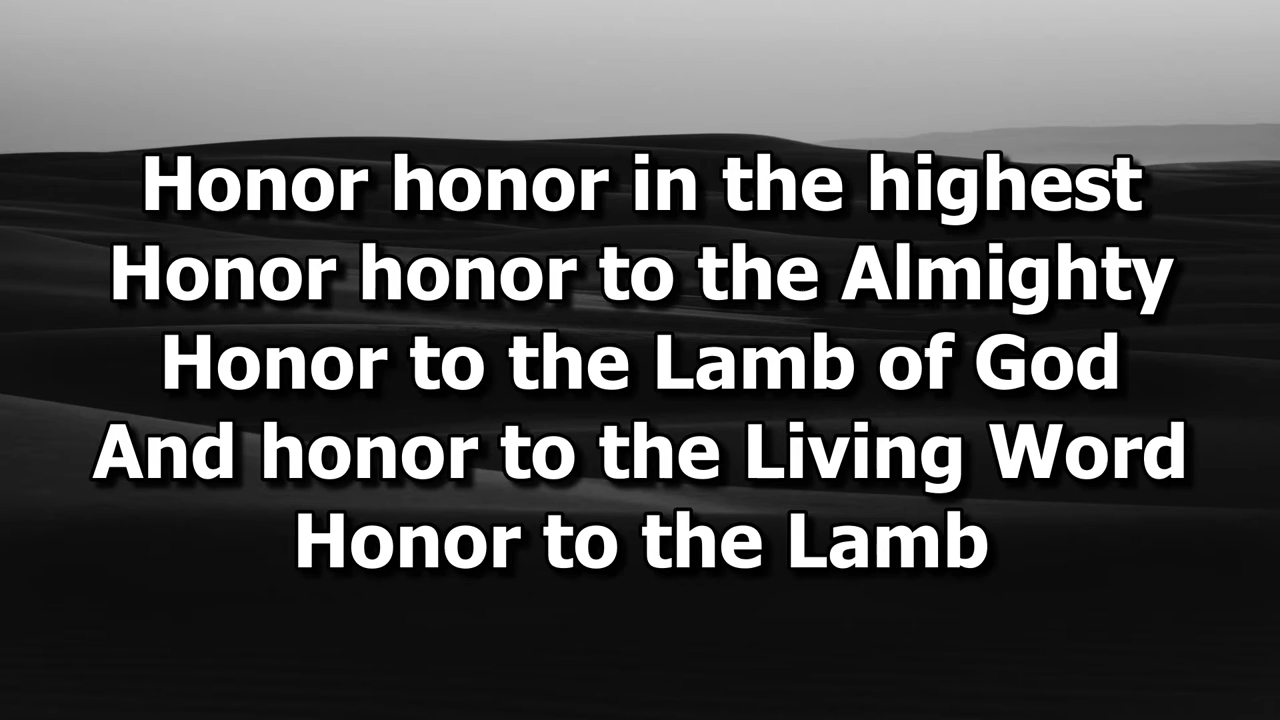 Honor honor in the highest
Honor honor to the Almighty
Honor to the Lamb of God
And honor to the Living Word
Honor to the Lamb